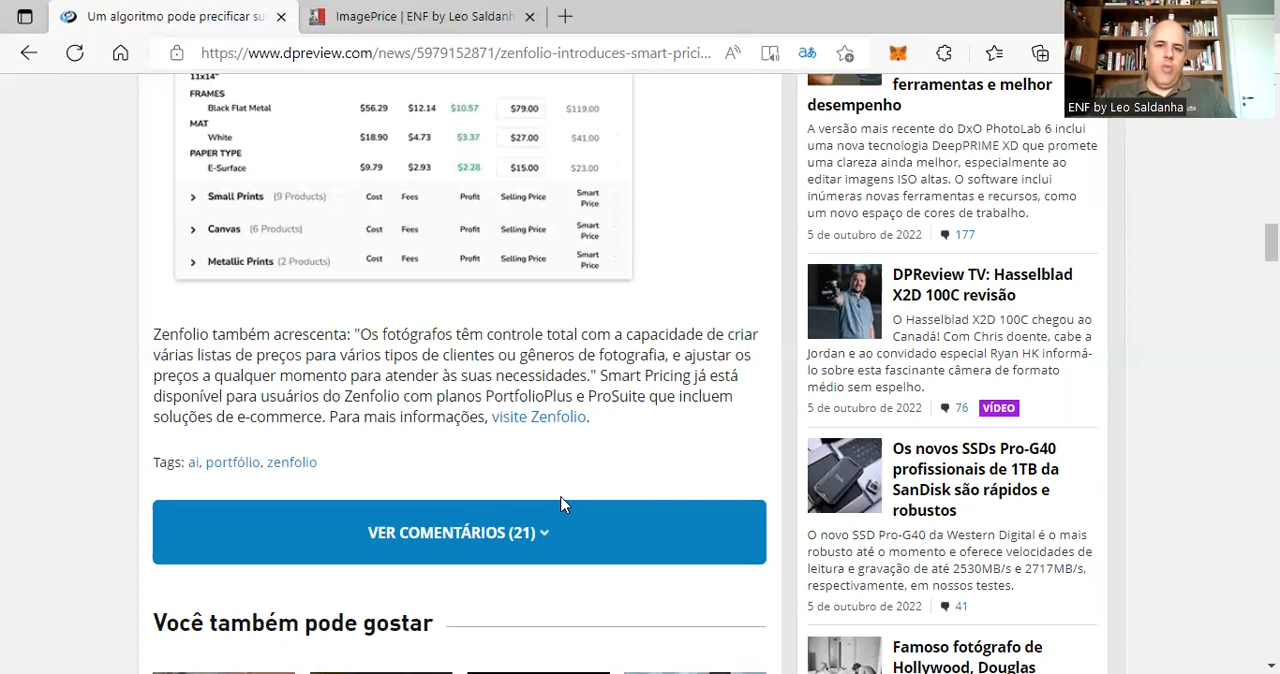 Um algoritmo pode precificar su
ImagePrice | ENF by Leo Saldanh
https://www.dpreview.com/news/5979152871/zenfolio-introduces-smart-prici...
ENF by Leo Saldanha
11x14"
FRAMES
Black Flat Metal $56.29 $12.14 $10.57 $79.00 $119.00
MAT
White $18.90 $4.73 $3.37 $27.00 $41.00
PAPER TYPE
E-Surface $9.79 $2.93 $2.28 $15.00 $23.00
Small Prints (9 Products) Cost Fees Profit Selling Price Smart Price
Canvas (6 Products) Cost Fees Profit Selling Price Smart Price
Metallic Prints (2 Products) Cost Fees Profit Selling Price Smart Price
Zenfolio também acrescenta: "Os fotógrafos têm controle total com a capacidade de criar
várias listas de preços para vários tipos de clientes ou gêneros de fotografia, e ajustar os
preços a qualquer momento para atender às suas necessidades." Smart Pricing já está
disponível para usuários do Zenfolio com planos PortfolioPlus e ProSuite que incluem
soluções de e-commerce. Para mais informações, visite Zenfolio.
Tags: ai, portfólio, zenfolio
VER COMENTÁRIOS (21)
Você também pode gostar
ferramentas e melhor
desempenho
A versão mais recente do DxO PhotoLab 6 inclui
uma nova tecnologia DeepPRIME XD que promete
uma clareza ainda melhor, especialmente ao
editar imagens ISO altas. O software inclui
inúmeras novas ferramentas e recursos, como
um novo espaço de cores de trabalho.
5 de outubro de 2022 177
DPReview TV: Hasselblad
X2D 100C revisão
O Hasselblad X2D 100C chegou ao
Canadá! Com Chris doente, cabe a
Jordan e ao convidado especial Ryan HK informá-
lo sobre esta fascinante câmera de formato
médio sem espelho.
5 de outubro de 2022 76 VÍDEO
Os novos SSDs Pro-G40
profissionais de 1TB da
SanDisk são rápidos e
robustos
O novo SSD Pro-G40 da Western Digital é o mais
robusto até o momento e oferece velocidades de
leitura e gravação de até 2530MB/s e 2717MB/s,
respectivamente, em nossos testes.
5 de outubro de 2022 41
Famoso fotógrafo de
Hollywood, Douglas